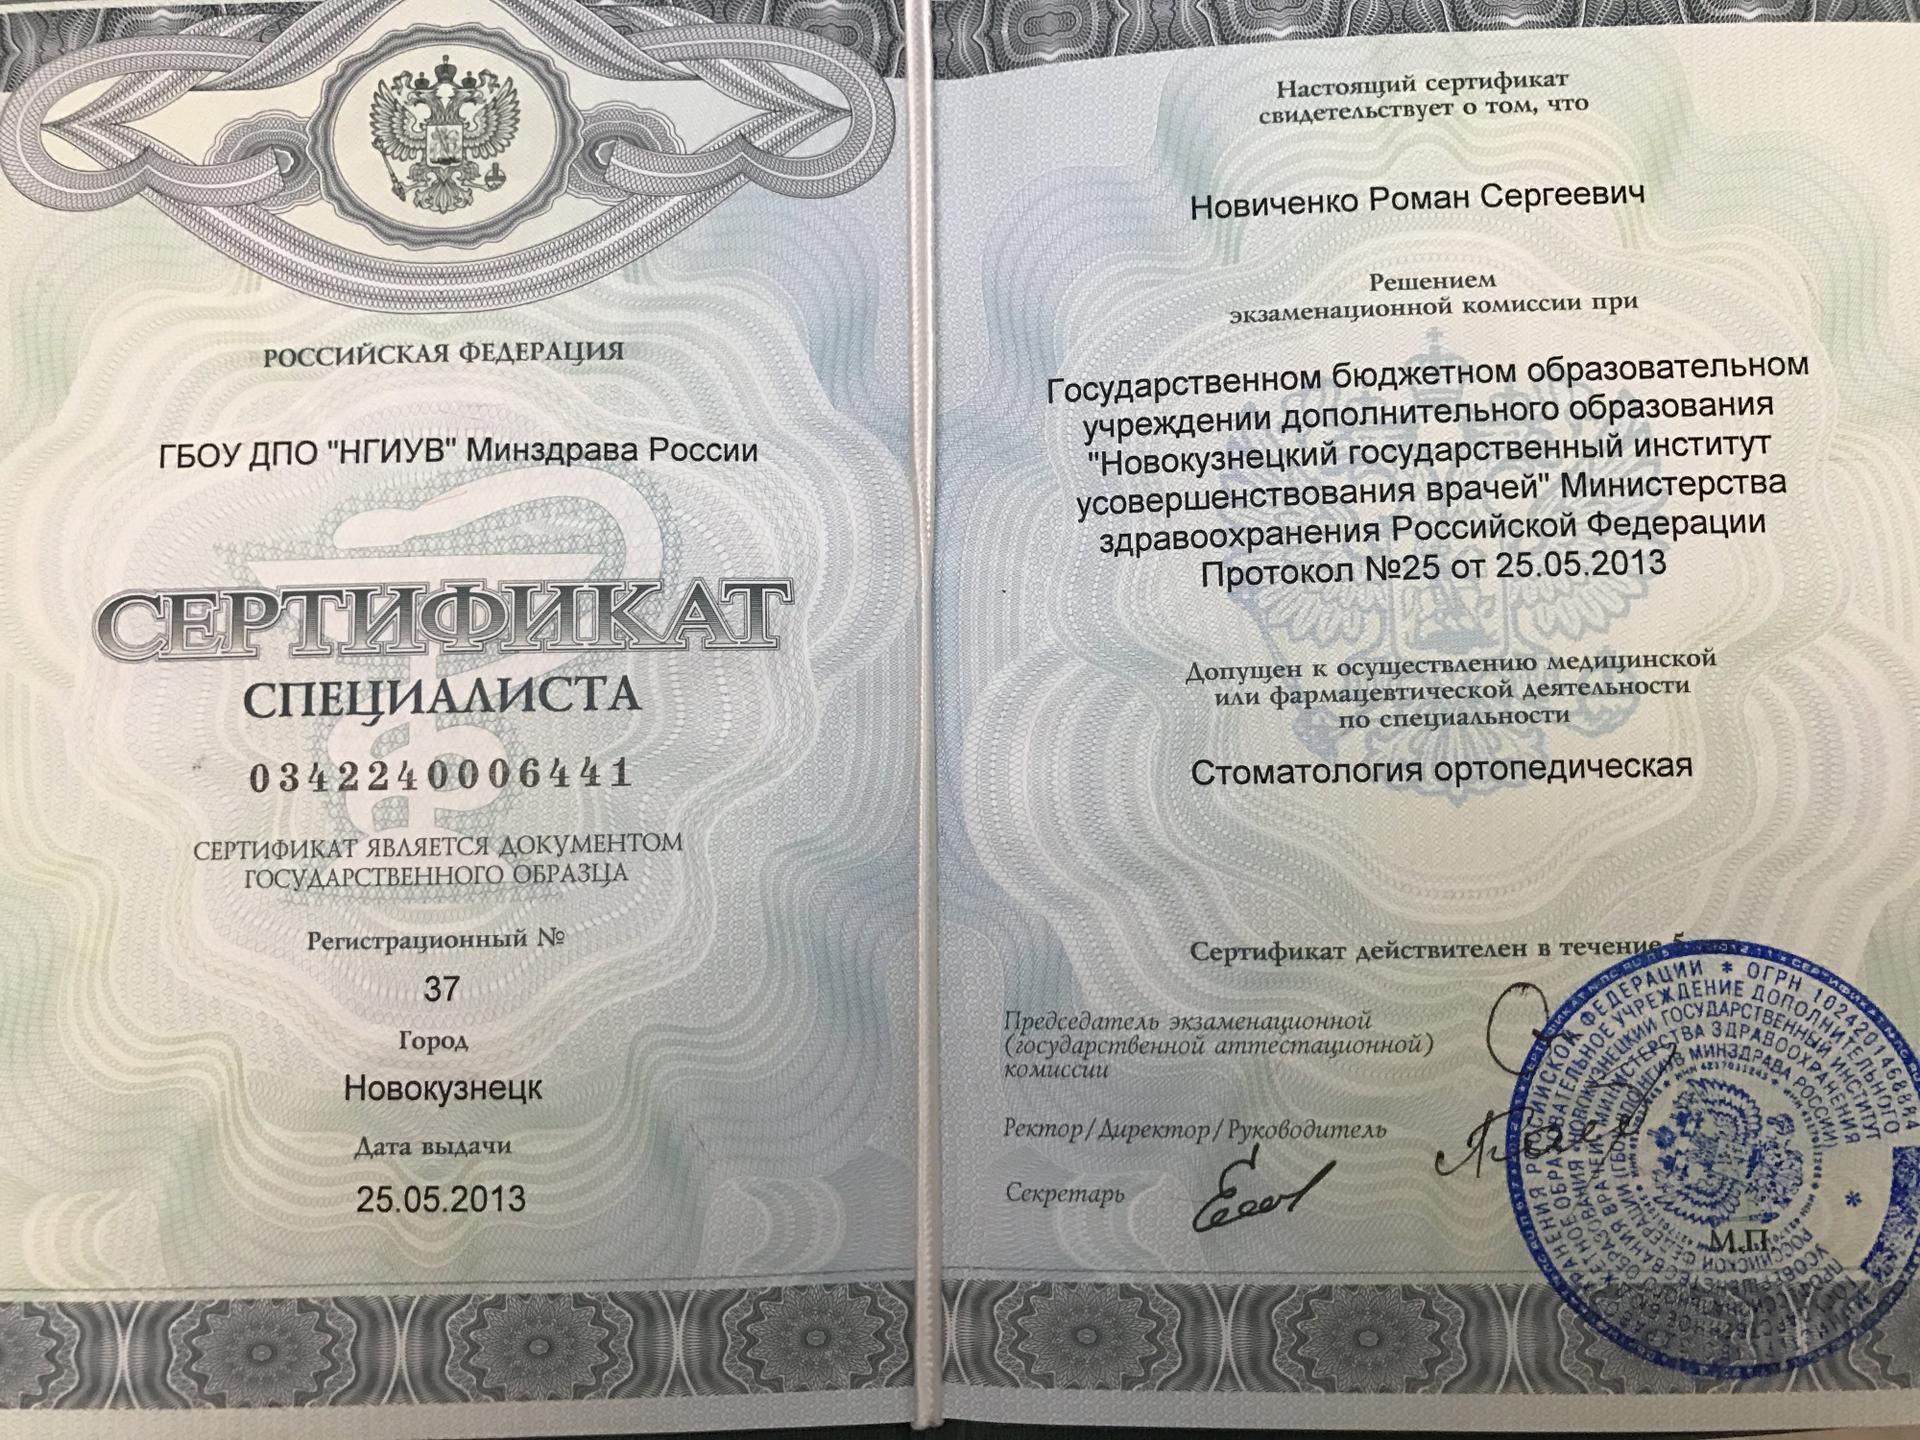 РОССИЙСКАЯ ФЕДЕРАЦИЯ
ГБОУ ДПО "НГИУВ" Минздрава России
СЕРТИФИКАТ
СПЕЦИАЛИСТА
0342240006441
СЕРТИФИКАТ ЯВЛЯЕТСЯ ДОКУМЕНТОМ
ГОСУДАРСТВЕННОГО ОБРАЗЦА
Регистрационный №
37
Город
Новокузнецк
Дата выдачи
25.05.2013
Настоящий сертификат
свидетельствует о том, что
Новиченко Роман Сергеевич
Решением
экзаменационной комиссии при
Государственном бюджетном образовательном
учреждении дополнительного образования
"Новокузнецкий государственный институт
усовершенствования врачей" Министерства
здравоохранения Российской Федерации
Протокол №25 от 25.05.2013
Допущен к осуществлению медицинской
или фармацевтической деятельности
по специальности
Стоматология ортопедическая
Сертификат действителен в течение 5
Председатель экзаменационной
(государственной аттестационной)
комиссии
Ректор/Директор/Руководитель
Секретарь
М.П.